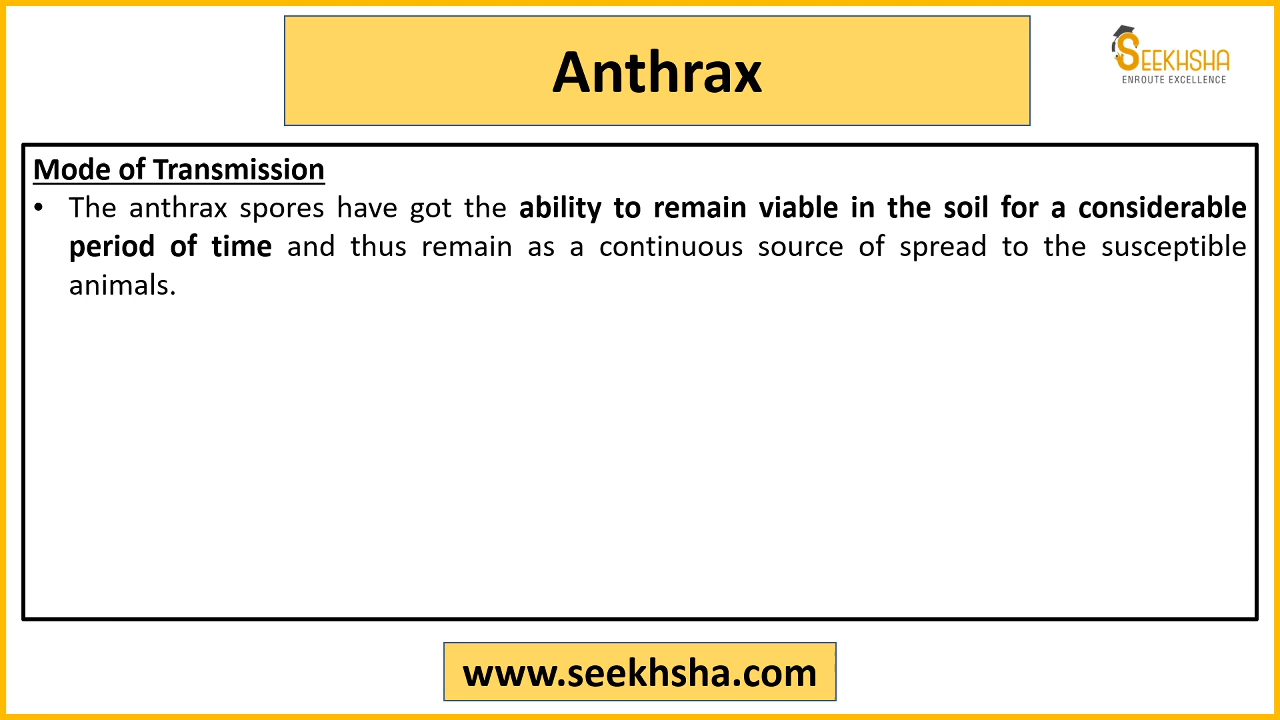 Anthrax
SEEKHSHA
ENROUTE EXCELLENCE
Mode of Transmission
• The anthrax spores have got the ability to remain viable in the soil for a considerable
period of time and thus remain as a continuous source of spread to the susceptible
animals.
www.seekhsha.com